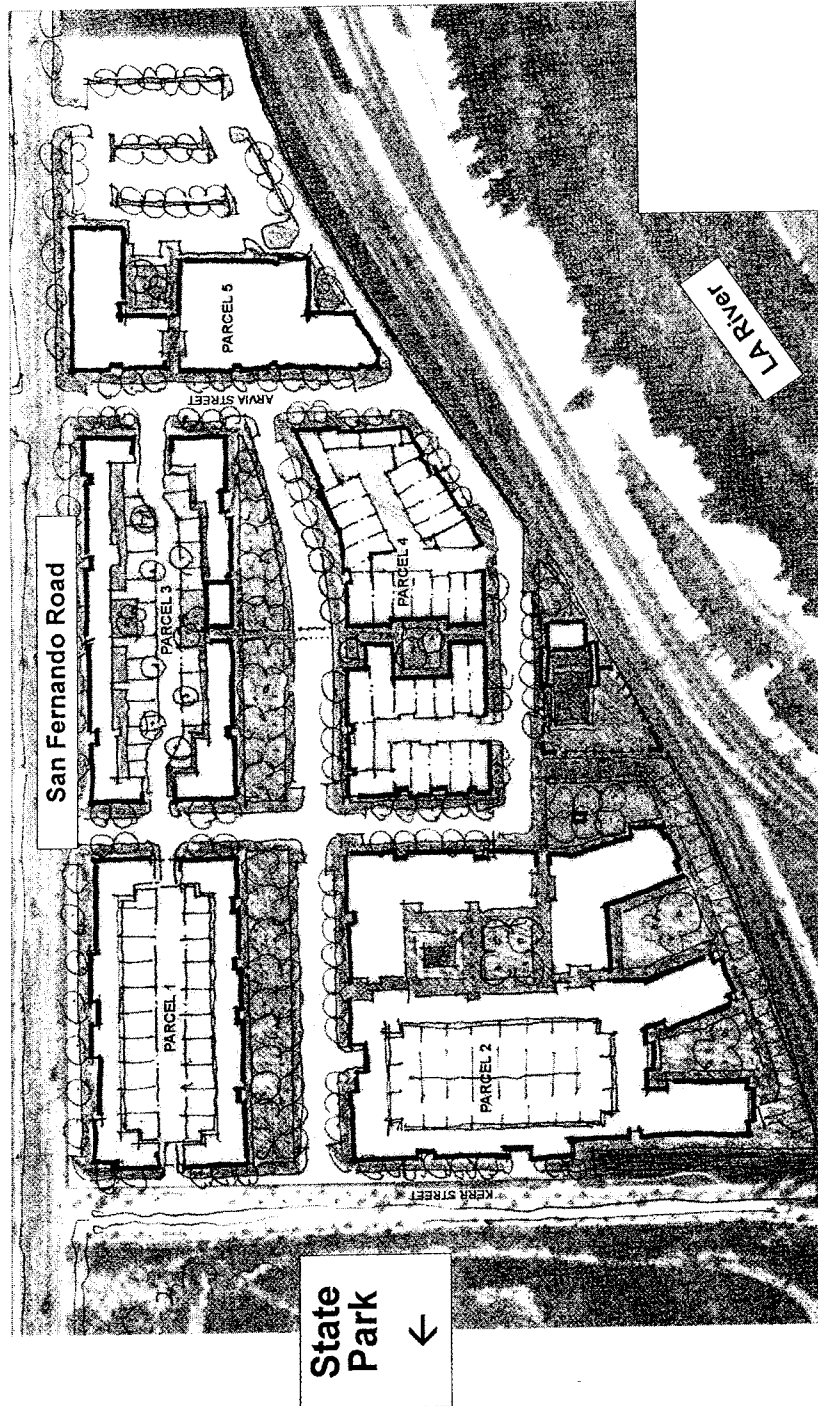 San Fernando Road
PARCEL 5
ARVIA STREET
PARCEL 3
PARCEL 4
PARCEL 1
PARCEL 2
KERR STREET
LA River
State
Park
←